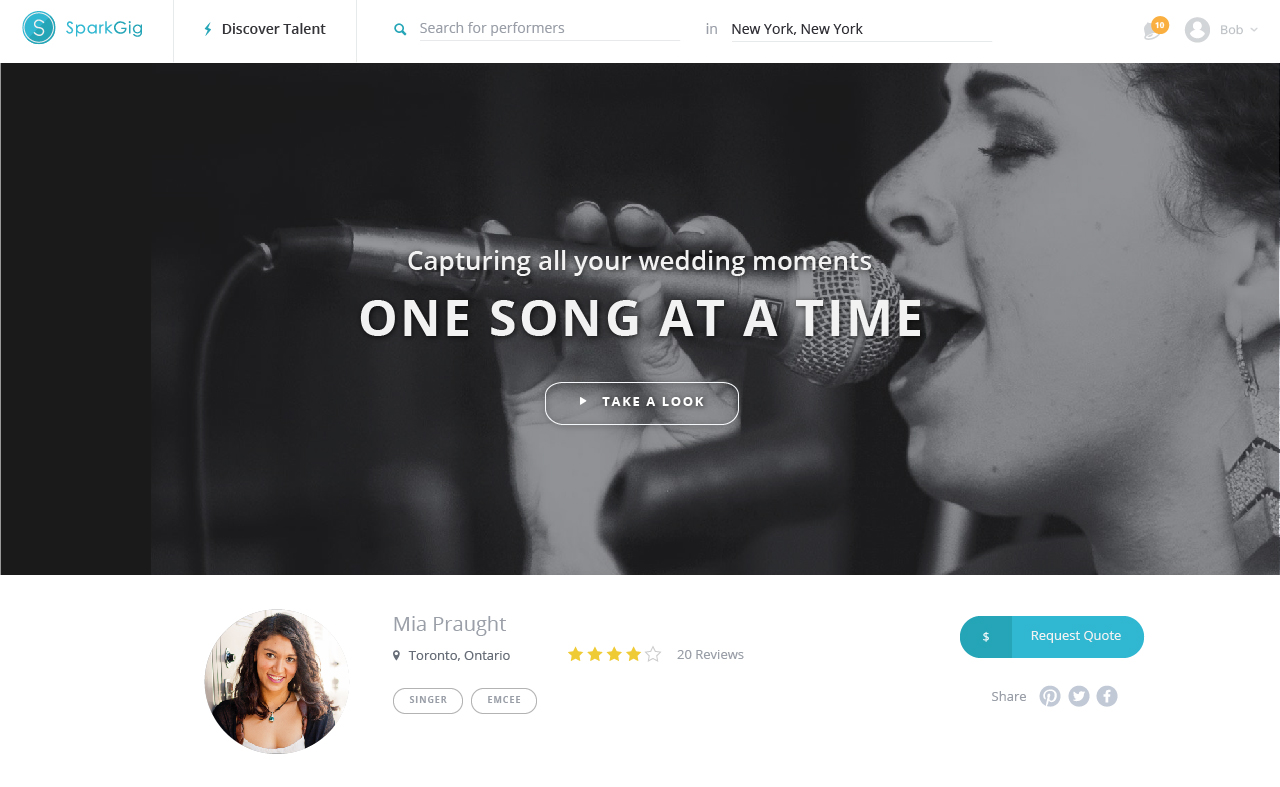 SparkGig
Discover Talent
Search for performers
in
New York, New York
10
Bob
Capturing all your wedding moments
ONE SONG AT A TIME
TAKE A LOOK
Mia Praught
Toronto, Ontario
20 Reviews
SINGER
EMCEE
$
Request Quote
Share